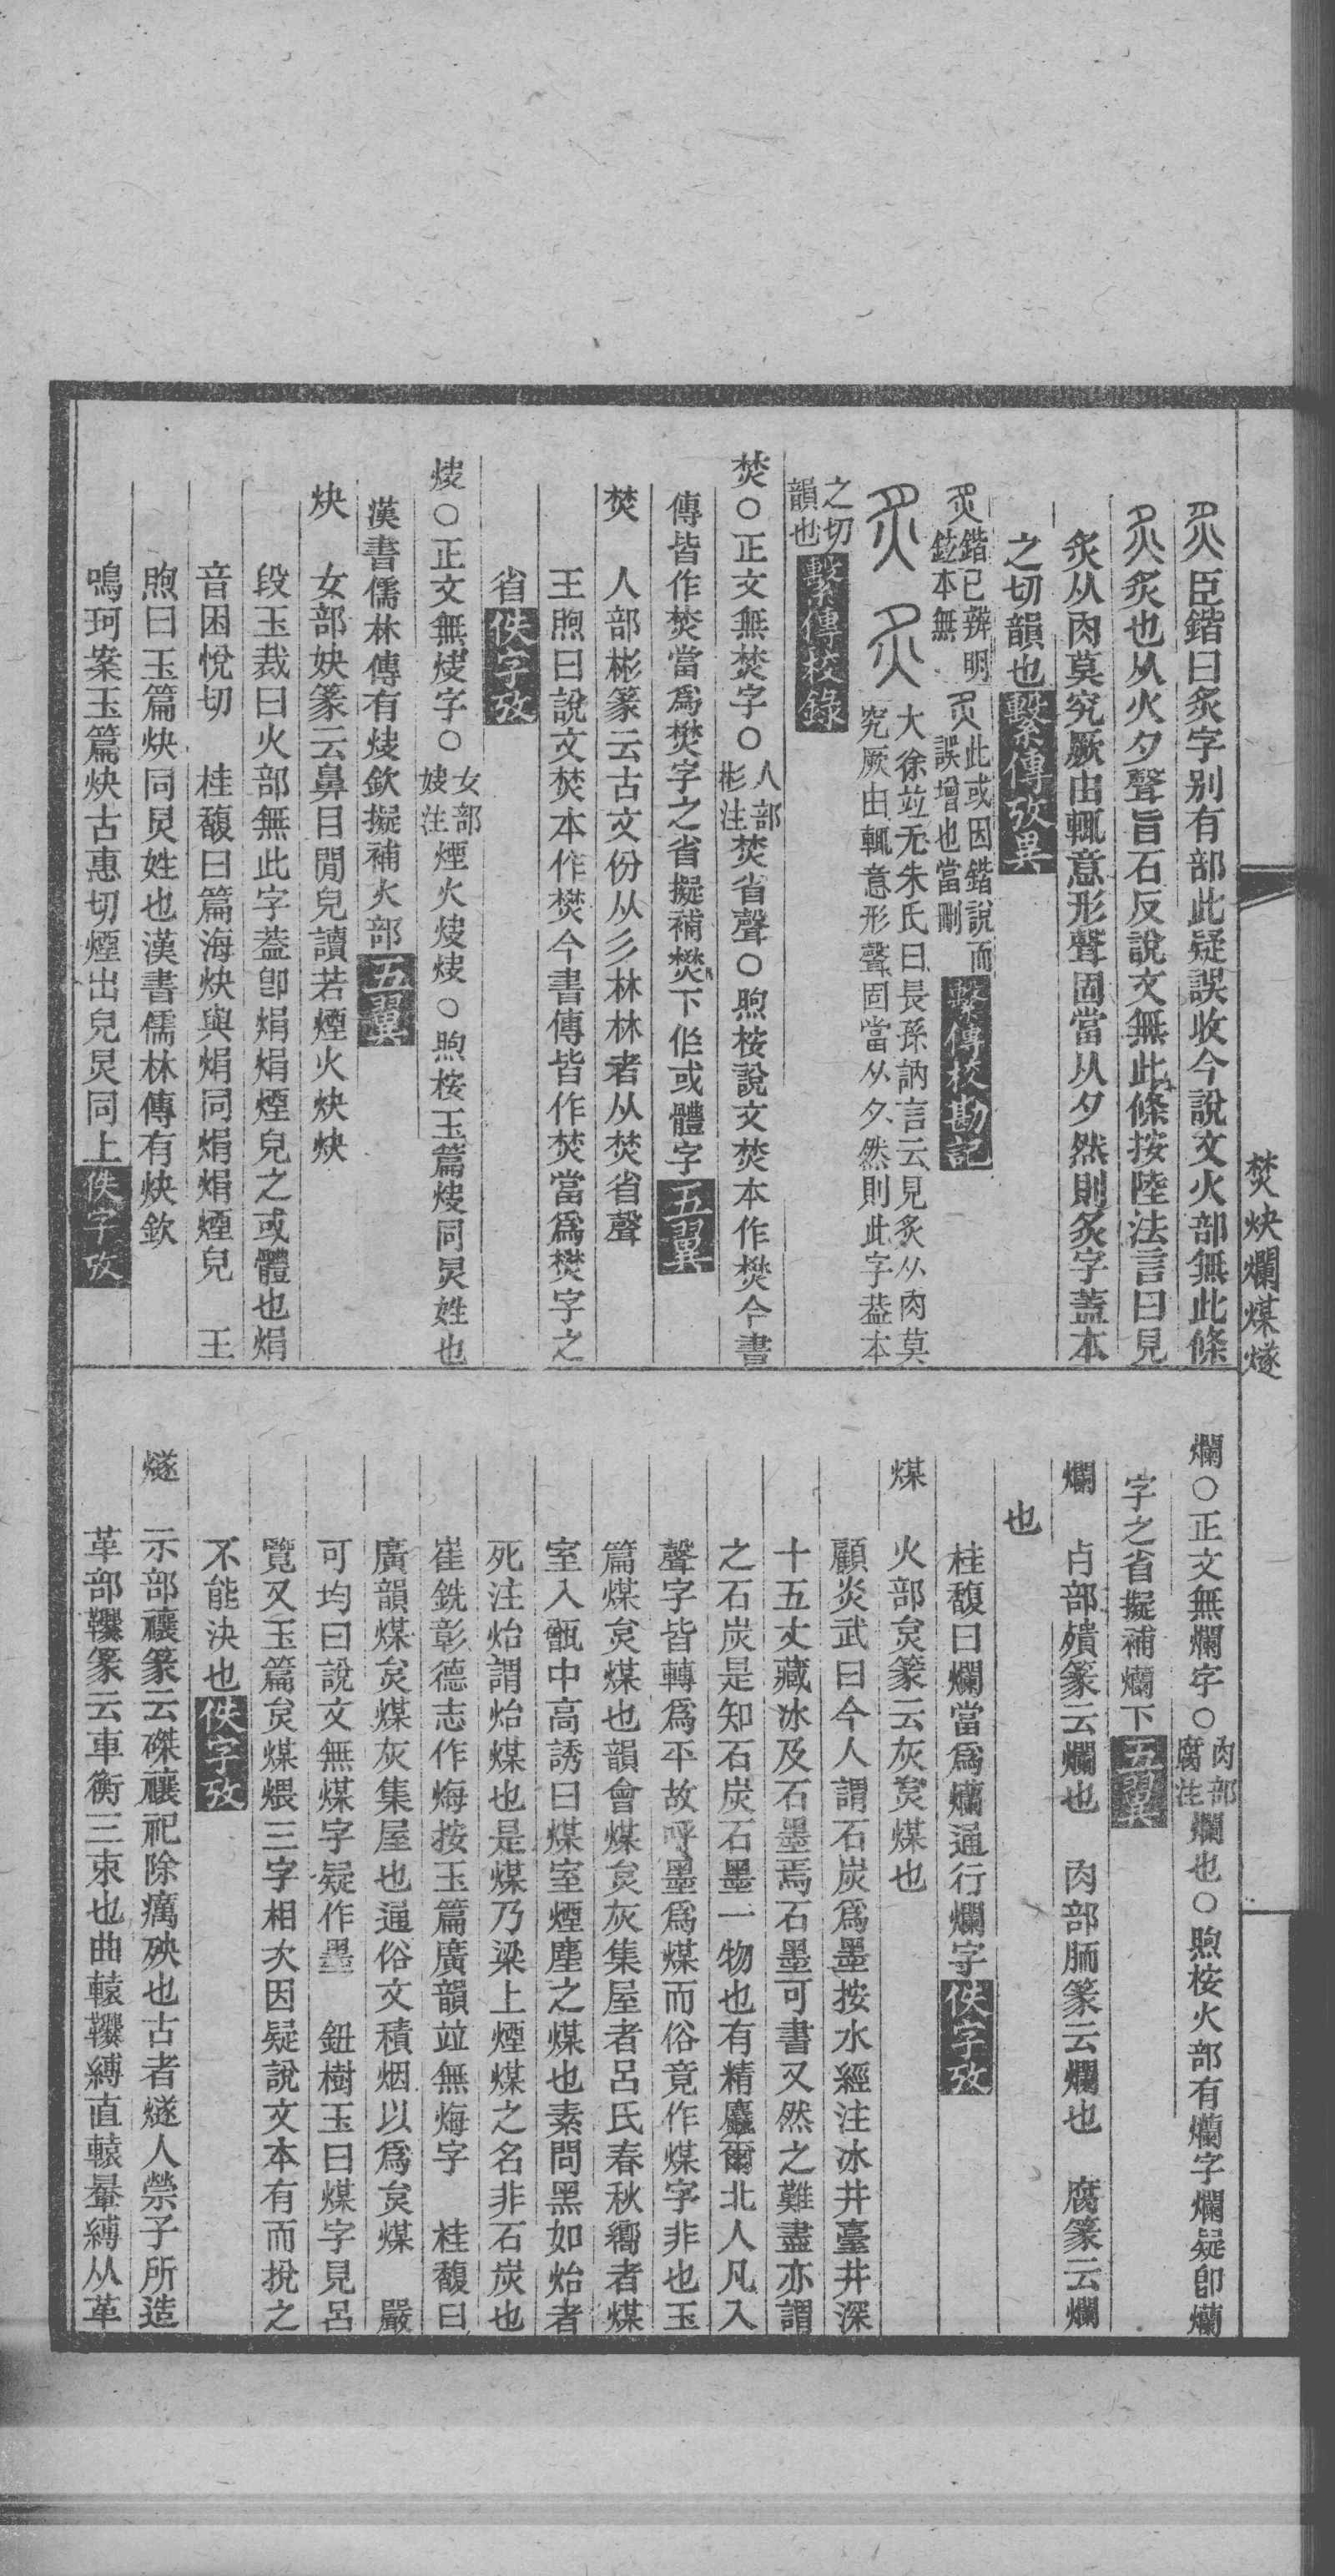 焚炔爛煤燧
臣鍇曰炙字別有部此疑誤收今說文火部無此條
炙也从火夕聲旨石反說文無此條按陸法言曰見
炙从肉莫究厥由輒意形聲固當从夕然則炙字蓋本
之切韻也繫傳攷異
鍇已辨明
鉉本無
此或因鍇說而
誤增也當刪
繫傳校勘記
大徐竝无朱氏曰長孫訥言云見炙从肉莫
究厥由輒意形聲固當从夕然則此字葢本
之切
韻也
繫傳校錄
焚○正文無焚字○人部
彬注
焚省聲○煦桉說文焚本作燓今書
傳皆作焚當爲燓字之省擬補燓下作或體字五翼
焚　人部彬篆云古文份从彡林林者从焚省聲
王煦曰說文焚本作燓今書傳皆作焚當爲燓字之
省佚字攷
㷋○正文無㷋字○女部
妜注
煙火㷋㷋○煦桉玉篇㷋同炅姓也
漢書儒林傳有㷋欽擬補火部五翼
炔　女部妜篆云鼻目閒皃讀若煙火炔炔
段玉裁曰火部無此字葢卽焆焆煙皃之或體也焆
音因悅切　桂馥曰篇海炔與焆同焆焆煙皃　王
煦曰玉篇炔同炅姓也漢書儒林傳有炔欽
鳴珂案玉篇炔古惠切煙出皃炅同上佚字攷
爛○正文無爛字○肉部
腐注
爛也○煦桉火部有爤字爛疑卽爤
字之省擬補爤下五翼
爛　歺部殨篆云爛也　肉部胹篆云爛也　腐篆云爛
也
桂馥曰爛當爲爤通行爛字佚字攷
煤　火部炱篆云灰炱煤也
顧炎武曰今人謂石炭爲墨按水經注冰井臺井深
十五丈藏冰及石墨焉石墨可書又然之難盡亦謂
之石炭是知石炭石墨一物也有精麤爾北人凡入
聲字皆轉爲平故呼墨爲煤而俗竟作煤字非也玉
篇煤炱煤也韻會煤炱灰集屋者呂氏春秋嚮者煤
室入甑中高誘曰煤室煙塵之煤也素問黑如炲者
死注炲謂炲煤也是煤乃梁上煙煤之名非石炭也
崔銑彰德志作烸按玉篇廣韻竝無烸字　桂馥曰
廣韻煤炱煤灰集屋也通俗文積烟以爲炱煤　嚴
可均曰說文無煤字疑作墨　鈕樹玉曰煤字見呂
覽又玉篇炱煤煨三字相次因疑說文本有而挩之
不能決也佚字攷
燧　示部禳篆云磔禳祀除癘殃也古者燧人禜子所造
革部䩵篆云車衡三束也曲轅䩵縛直轅暈縛从革